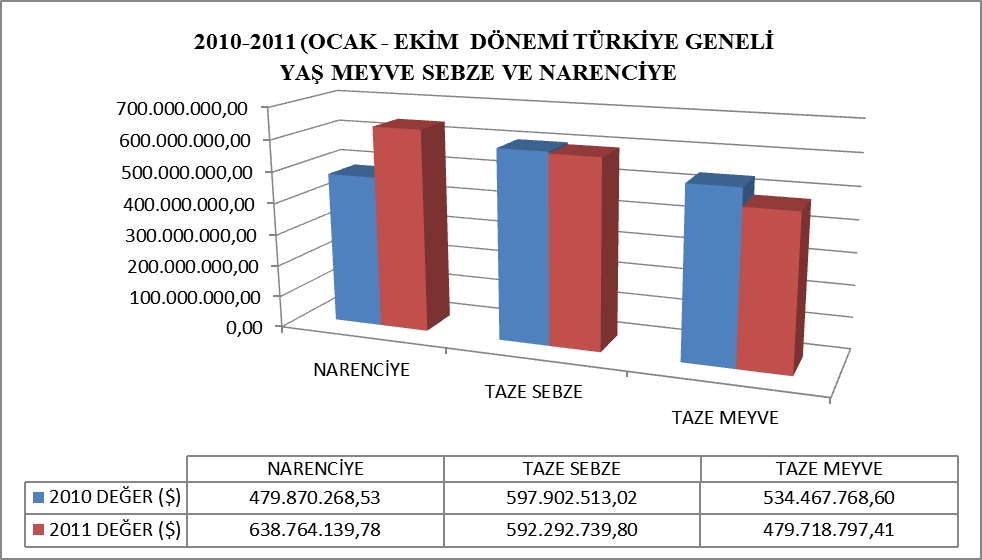 2010-2011 (OCAK - EKİM  DÖNEMİ TÜRKİYE GENELİ
YAŞ MEYVE SEBZE VE NARENCİYE
700.000.000,00
600.000.000,00
500.000.000,00
400.000.000,00
300.000.000,00
200.000.000,00
100.000.000,00
0,00
NARENCİYE
TAZE SEBZE
TAZE MEYVE
NARENCİYE TAZE SEBZE TAZE MEYVE
2010 DEĞER ($) 479.870.268,53 597.902.513,02 534.467.768,60
2011 DEĞER ($) 638.764.139,78 592.292.739,80 479.718.797,41